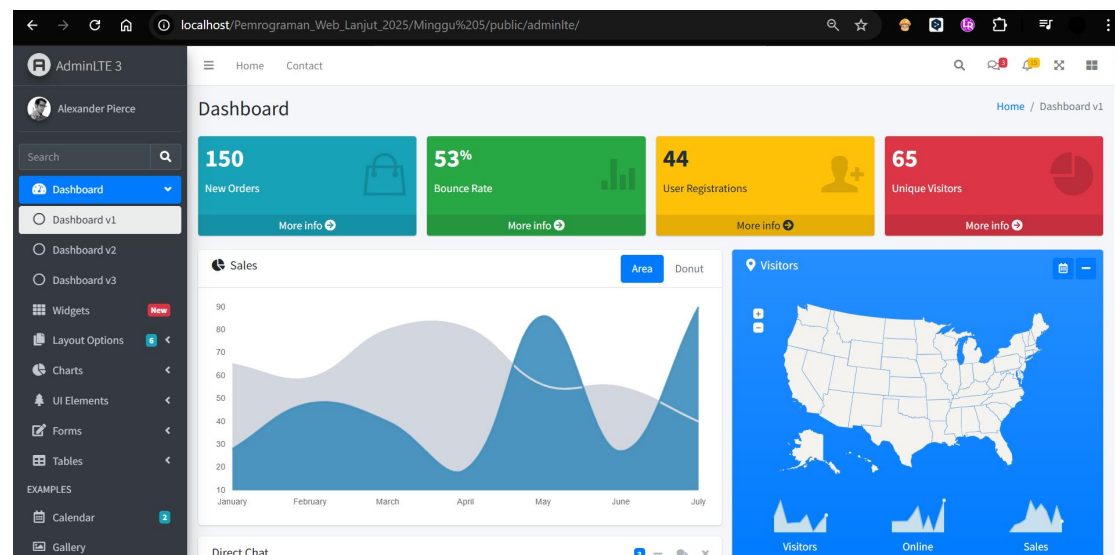 localhost/Pemrograman_Web_Lanjut_2025/Minggu%205/public/adminlte/
AdminLTE 3
Home Contact
3
15
Alexander Pierce
Dashboard
Home / Dashboard v1
Search
Dashboard
Dashboard v1
Dashboard v2
Dashboard v3
Widgets New
Layout Options 6
Charts
UI Elements
Forms
Tables
EXAMPLES
Calendar 2
Gallery
150
New Orders
More info
53%
Bounce Rate
More info
44
User Registrations
More info
65
Unique Visitors
More info
Sales
Area Donut
90
80
70
60
50
40
30
20
10
January February March April May June July
Direct Chat
3
Visitors
+
−
Visitors Online Sales